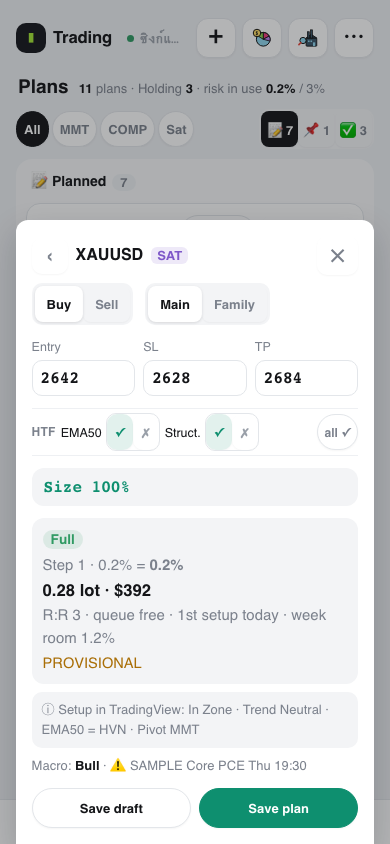 Trading
Plans 11 plans · Holding 3 · risk in use 0.2% / 3%
All MMT COMP Sat 📝 7 📌 1 ✅ 3
📝 Planned 7
‹ XAUUSD SAT ✕
Buy Sell Main Family
Entry SL TP
2642 2628 2684
HTF EMA50 ✓ ✗ Struct. ✓ ✗ all ✓
Size 100%
Full
Step 1 · 0.2% = 0.2%
0.28 lot · $392
R:R 3 · queue free · 1st setup today · week
room 1.2%
PROVISIONAL
ⓘ Setup in TradingView: In Zone · Trend Neutral ·
EMA50 = HVN · Pivot MMT
Macro: Bull · ⚠️ SAMPLE Core PCE Thu 19:30
Save draft Save plan